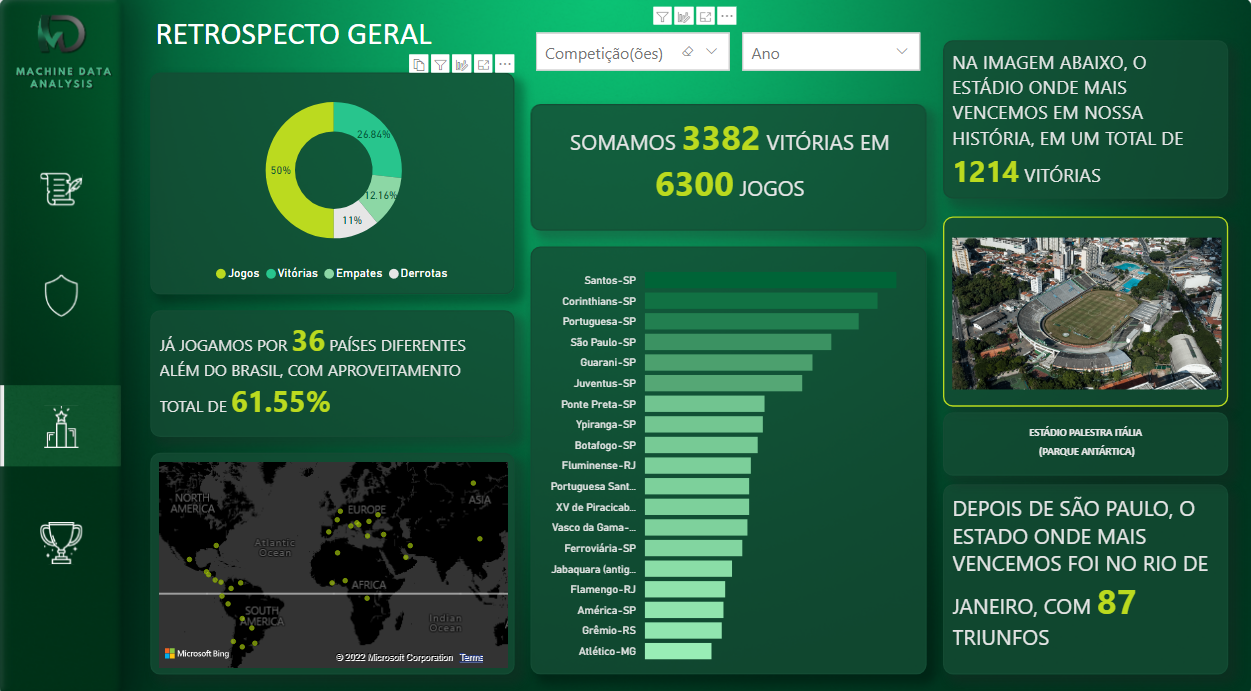 MACHINE DATA
ANALYSIS
RETROSPECTO GERAL
Competição(ões)
Ano
50%
26.84%
12.16%
11%
Jogos Vitórias Empates Derrotas
JÁ JOGAMOS POR 36 PAÍSES DIFERENTES
ALÉM DO BRASIL, COM APROVEITAMENTO
TOTAL DE 61.55%
NORTH
AMERICA
EUROPE
ASIA
Atlantic
Ocean
AFRICA
SOUTH
AMERICA
Indian
Ocean
Microsoft Bing
© 2022 Microsoft Corporation Terms
SOMAMOS 3382 VITÓRIAS EM
6300 JOGOS
Santos-SP
Corinthians-SP
Portuguesa-SP
São Paulo-SP
Guarani-SP
Juventus-SP
Ponte Preta-SP
Ypiranga-SP
Botafogo-SP
Fluminense-RJ
Portuguesa Sant...
XV de Piracicab...
Vasco da Gama-...
Ferroviária-SP
Jabaquara (antig...
Flamengo-RJ
América-SP
Grêmio-RS
Atlético-MG
NA IMAGEM ABAIXO, O
ESTÁDIO ONDE MAIS
VENCEMOS EM NOSSA
HISTÓRIA, EM UM TOTAL DE
1214 VITÓRIAS
ESTÁDIO PALESTRA ITÁLIA
(PARQUE ANTÁRTICA)
DEPOIS DE SÃO PAULO, O
ESTADO ONDE MAIS
VENCEMOS FOI NO RIO DE
JANEIRO, COM 87
TRIUNFOS